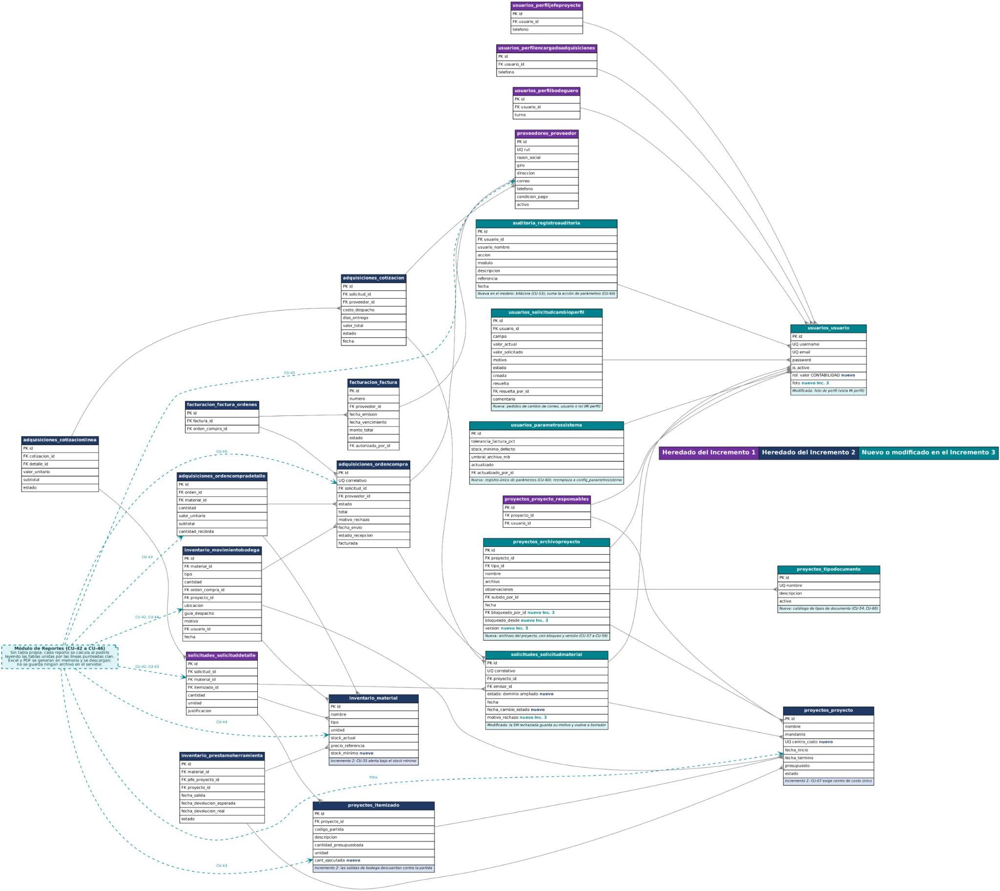 usuarios_perfiljefeproyecto
PK id
FK usuario_id
telefono
usuarios_perfilencargadoadquisiciones
PK id
FK usuario_id
telefono
usuarios_perfilbodeguero
PK id
FK usuario_id
turno
proveedores_proveedor
PK id
UQ rut
razon_social
giro
direccion
correo
telefono
condicion_pago
activo
auditoria_registroauditoria
PK id
FK usuario_id
usuario_nombre
accion
modulo
descripcion
referencia
fecha
Nueva en el modelo: bitácora (CU-53); suma la acción de parámetros (CU-60)
adquisiciones_cotizacion
PK id
FK solicitud_id
FK proveedor_id
costo_despacho
dias_entrega
valor_total
estado
fecha
usuarios_solicitudcambioperfil
PK id
FK usuario_id
campo
valor_actual
valor_solicitado
motivo
estado
creada
resuelta
FK resuelta_por_id
comentario
Nueva: pedidos de cambio de correo, usuario o rol (Mi perfil)
usuarios_usuario
PK id
UQ username
UQ email
password
is_active
rol: valor CONTABILIDAD nuevo
foto nuevo Inc. 3
Modificada: foto de perfil (vista Mi perfil)
CU-45
facturacion_factura
PK id
numero
FK proveedor_id
fecha_emision
fecha_vencimiento
monto_total
estado
FK autorizada_por_id
facturacion_factura_ordenes
PK id
FK factura_id
FK orden_compra_id
usuarios_parametrossistema
PK id
tolerancia_factura_pct
stock_minimo_defecto
umbral_archivo_mb
actualizado
FK actualizado_por_id
Nueva: registro único de parámetros (CU-60); reemplaza a config_parametrosistema
adquisiciones_cotizacionlinea
PK id
FK cotizacion_id
FK detalle_id
valor_unitario
subtotal
estado
Heredado del Incremento 1
Heredado del Incremento 2
Nuevo o modificado en el Incremento 3
CU-45
adquisiciones_ordencompra
PK id
UQ correlativo
FK solicitud_id
FK proveedor_id
estado
total
motivo_rechazo
fecha_envio
estado_recepcion
facturada
adquisiciones_ordencompradetalle
PK id
FK orden_id
FK material_id
cantidad
valor_unitario
subtotal
cantidad_recibida
proyectos_proyecto_responsables
PK id
FK proyecto_id
FK usuario_id
CU-43
inventario_movimientobodega
PK id
FK material_id
tipo
cantidad
FK orden_compra_id
FK proyecto_id
ubicacion
guia_despacho
motivo
FK usuario_id
fecha
proyectos_archivoproyecto
PK id
FK proyecto_id
FK tipo_id
nombre
archivo
observaciones
FK subido_por_id
fecha
FK bloqueado_por_id nuevo Inc. 3
bloqueado_desde nuevo Inc. 3
version nuevo Inc. 3
Nueva: archivos del proyecto, con bloqueo y versión (CU-57 a CU-59)
proyectos_tipodocumento
PK id
UQ nombre
descripcion
activo
Nueva: catálogo de tipos de documento (CU-54, CU-60)
CU-42, CU-44
Módulo de Reportes (CU-42 a CU-46)
Sin tabla propia: cada reporte se calcula al pedirlo
leyendo las tablas unidas por las líneas punteadas cian.
Excel y PDF se generan en memoria y se descargan;
no se guarda ningún archivo en el servidor.
CU-42, CU-43
solicitudes_solicituddetalle
PK id
FK solicitud_id
FK material_id
FK itemizado_id
cantidad
unidad
justificacion
solicitudes_solicitudmaterial
PK id
UQ correlativo
FK proyecto_id
FK emisor_id
estado: dominio ampliado nuevo
fecha
fecha_cambio_estado nuevo
motivo_rechazo nuevo Inc. 3
Modificada: la SM rechazada guarda su motivo y vuelve a borrador
inventario_material
PK id
nombre
tipo
unidad
stock_actual
precio_referencia
stock_minimo nuevo
Incremento 2: CU-35 alerta bajo el stock mínimo
CU-44
proyectos_proyecto
PK id
nombre
mandante
UQ centro_costo nuevo
fecha_inicio
fecha_termino
presupuesto
estado
Incremento 2: CU-07 exige centro de costo único
inventario_prestamoherramienta
PK id
FK material_id
FK jefe_proyecto_id
FK proyecto_id
fecha_salida
fecha_devolucion_esperada
fecha_devolucion_real
estado
filtro
proyectos_itemizado
PK id
FK proyecto_id
codigo_partida
descripcion
cantidad_presupuestada
unidad
cant_ejecutada nuevo
Incremento 2: las salidas de bodega descuentan contra la partida
CU-43